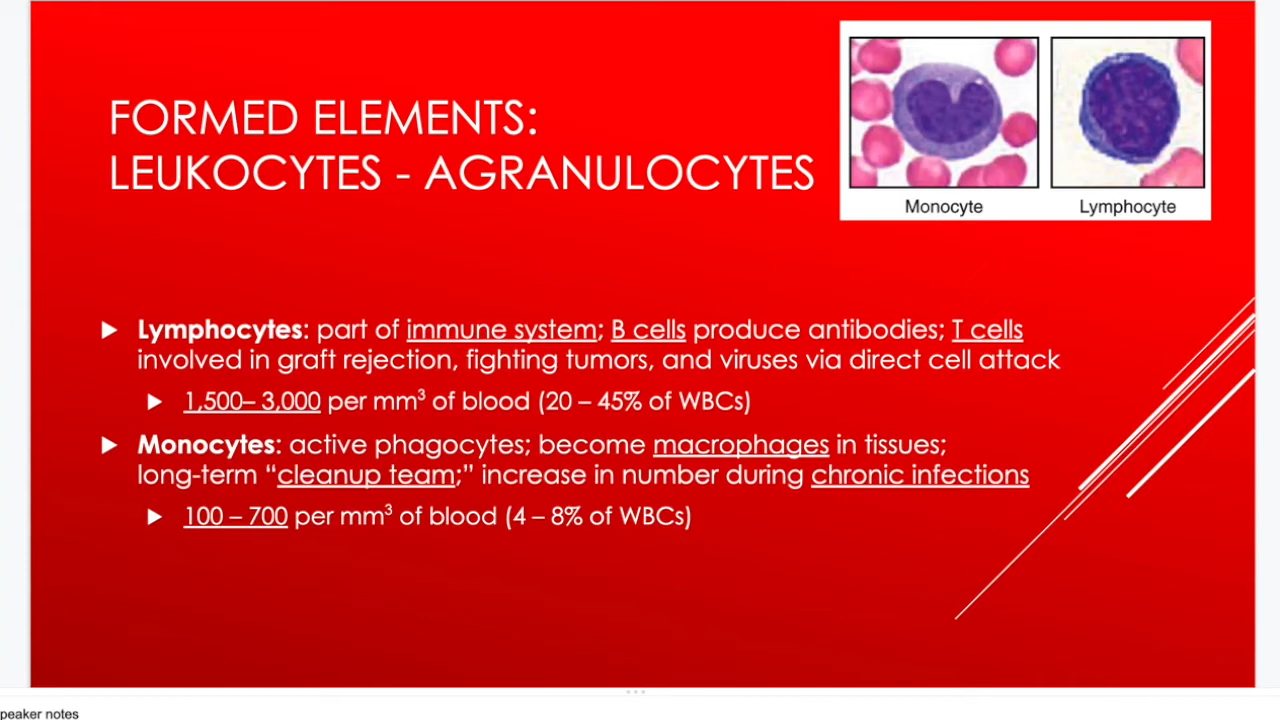 FORMED ELEMENTS:
LEUKOCYTES - AGRANULOCYTES
Monocyte
Lymphocyte
Lymphocytes: part of immune system; B cells produce antibodies; T cells
involved in graft rejection, fighting tumors, and viruses via direct cell attack
1,500– 3,000 per mm³ of blood (20 – 45% of WBCs)
Monocytes: active phagocytes; become macrophages in tissues;
long-term “cleanup team;” increase in number during chronic infections
100 – 700 per mm³ of blood (4 – 8% of WBCs)
peaker notes